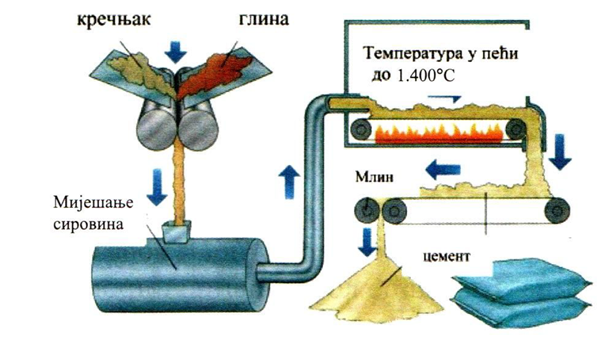 кречњак
глина
Температура у пећи
до 1.400°C
Мијешање
сировина
Млин
цемент